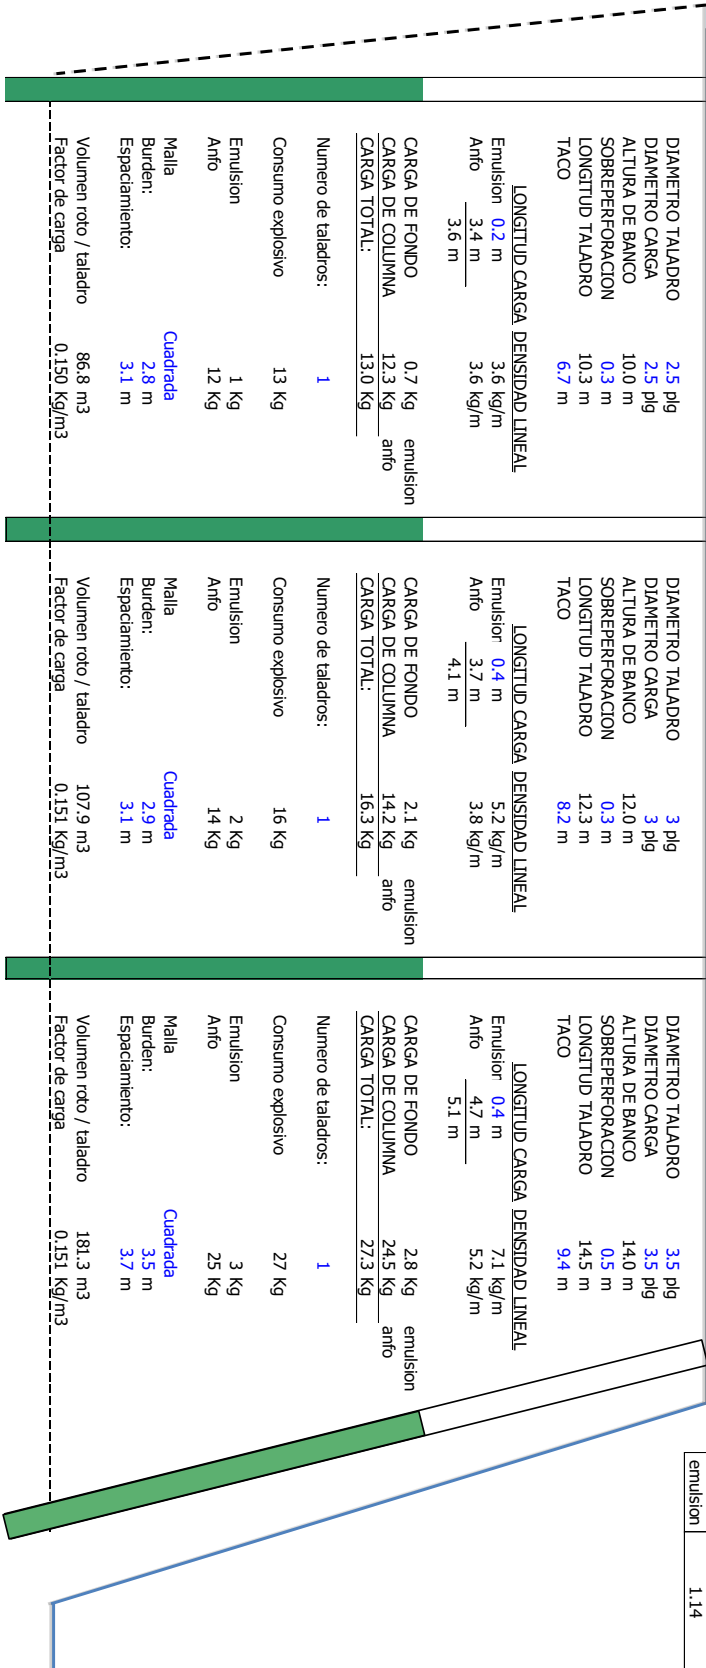 DIAMETRO TALADRO 2.5 plg
DIAMETRO CARGA 2.5 plg
ALTURA DE BANCO 10.0 m
SOBREPERFORACION 0.3 m
LONGITUD TALADRO 10.3 m
TACO 6.7 m
LONGITUD CARGA DENSIDAD LINEAL
Emulsion 0.2 m 3.6 kg/m
Anfo 3.4 m 3.6 kg/m
3.6 m
CARGA DE FONDO 0.7 Kg emulsion
CARGA DE COLUMNA 12.3 Kg anfo
CARGA TOTAL: 13.0 Kg
Numero de taladros: 1
Consumo explosivo 13 Kg
Emulsion 1 Kg
Anfo 12 Kg
Malla Cuadrada
Burden: 2.8 m
Espaciamiento: 3.1 m
Volumen roto / taladro 86.8 m3
Factor de carga 0.150 Kg/m3
DIAMETRO TALADRO 3 plg
DIAMETRO CARGA 3 plg
ALTURA DE BANCO 12.0 m
SOBREPERFORACION 0.3 m
LONGITUD TALADRO 12.3 m
TACO 8.2 m
LONGITUD CARGA DENSIDAD LINEAL
Emulsion 0.4 m 5.2 kg/m
Anfo 3.7 m 3.8 kg/m
4.1 m
CARGA DE FONDO 2.1 Kg emulsion
CARGA DE COLUMNA 14.2 Kg anfo
CARGA TOTAL: 16.3 Kg
Numero de taladros: 1
Consumo explosivo 16 Kg
Emulsion 2 Kg
Anfo 14 Kg
Malla Cuadrada
Burden: 2.9 m
Espaciamiento: 3.1 m
Volumen roto / taladro 107.9 m3
Factor de carga 0.151 Kg/m3
DIAMETRO TALADRO 3.5 plg
DIAMETRO CARGA 3.5 plg
ALTURA DE BANCO 14.0 m
SOBREPERFORACION 0.5 m
LONGITUD TALADRO 14.5 m
TACO 9.4 m
LONGITUD CARGA DENSIDAD LINEAL
Emulsion 0.4 m 7.1 kg/m
Anfo 4.7 m 5.2 kg/m
5.1 m
CARGA DE FONDO 2.8 Kg emulsion
CARGA DE COLUMNA 24.5 Kg anfo
CARGA TOTAL: 27.3 Kg
Numero de taladros: 1
Consumo explosivo 27 Kg
Emulsion 3 Kg
Anfo 25 Kg
Malla Cuadrada
Burden: 3.5 m
Espaciamiento: 3.7 m
Volumen roto / taladro 181.3 m3
Factor de carga 0.151 Kg/m3
emulsion 1.14